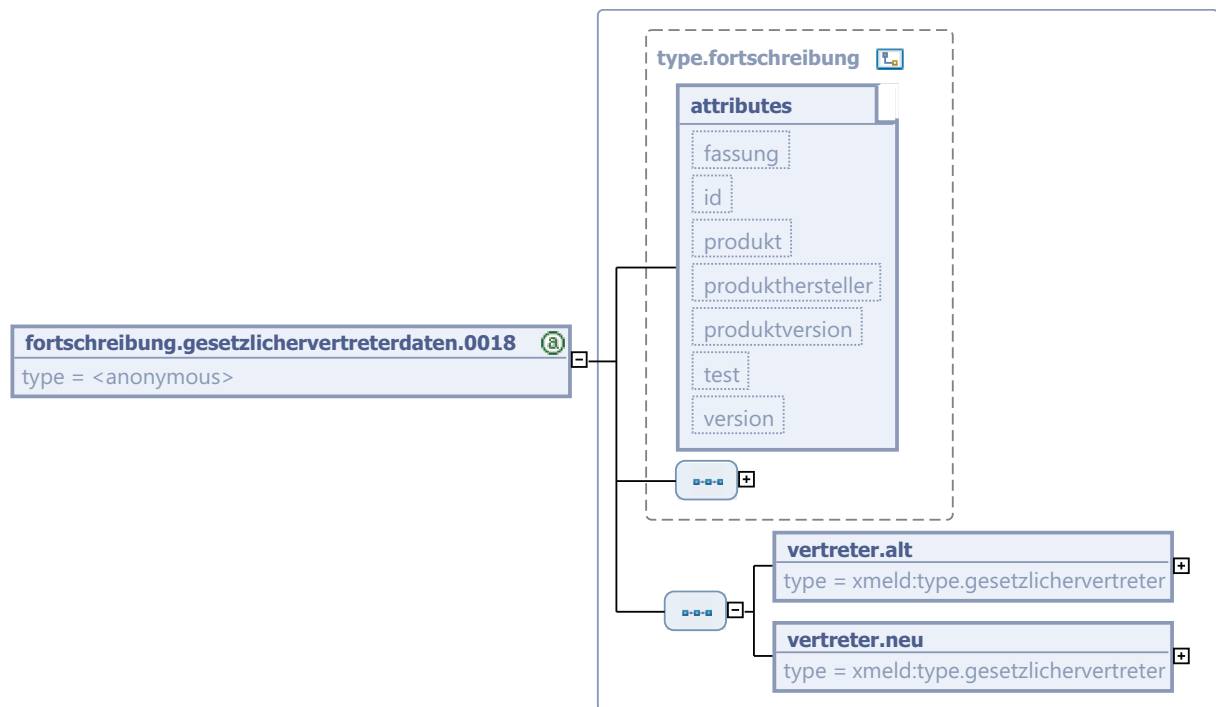 type.fortschreibung
attributes
fassung
id
produkt
produkthersteller
produktversion
test
version
fortschreibung.gesetzlichervertreterdaten.0018 a
type = <anonymous>
vertreter.alt
type = xmeld:type.gesetzlichervertreter
vertreter.neu
type = xmeld:type.gesetzlichervertreter